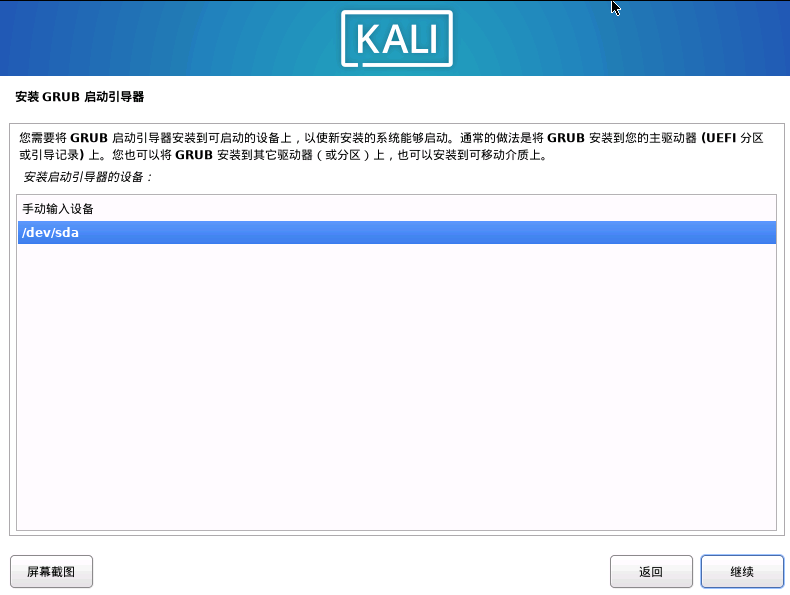 KALI
安装 GRUB 启动引导器
您需要将 GRUB 启动引导器安装到可启动的设备上，以使新安装的系统能够启动。通常的做法是将 GRUB 安装到您的主驱动器 (UEFI 分区
或引导记录) 上。您也可以将 GRUB 安装到其它驱动器（或分区）上，也可以安装到可移动介质上。
安装启动引导器的设备：
手动输入设备
/dev/sda
屏幕截图
返回
继续